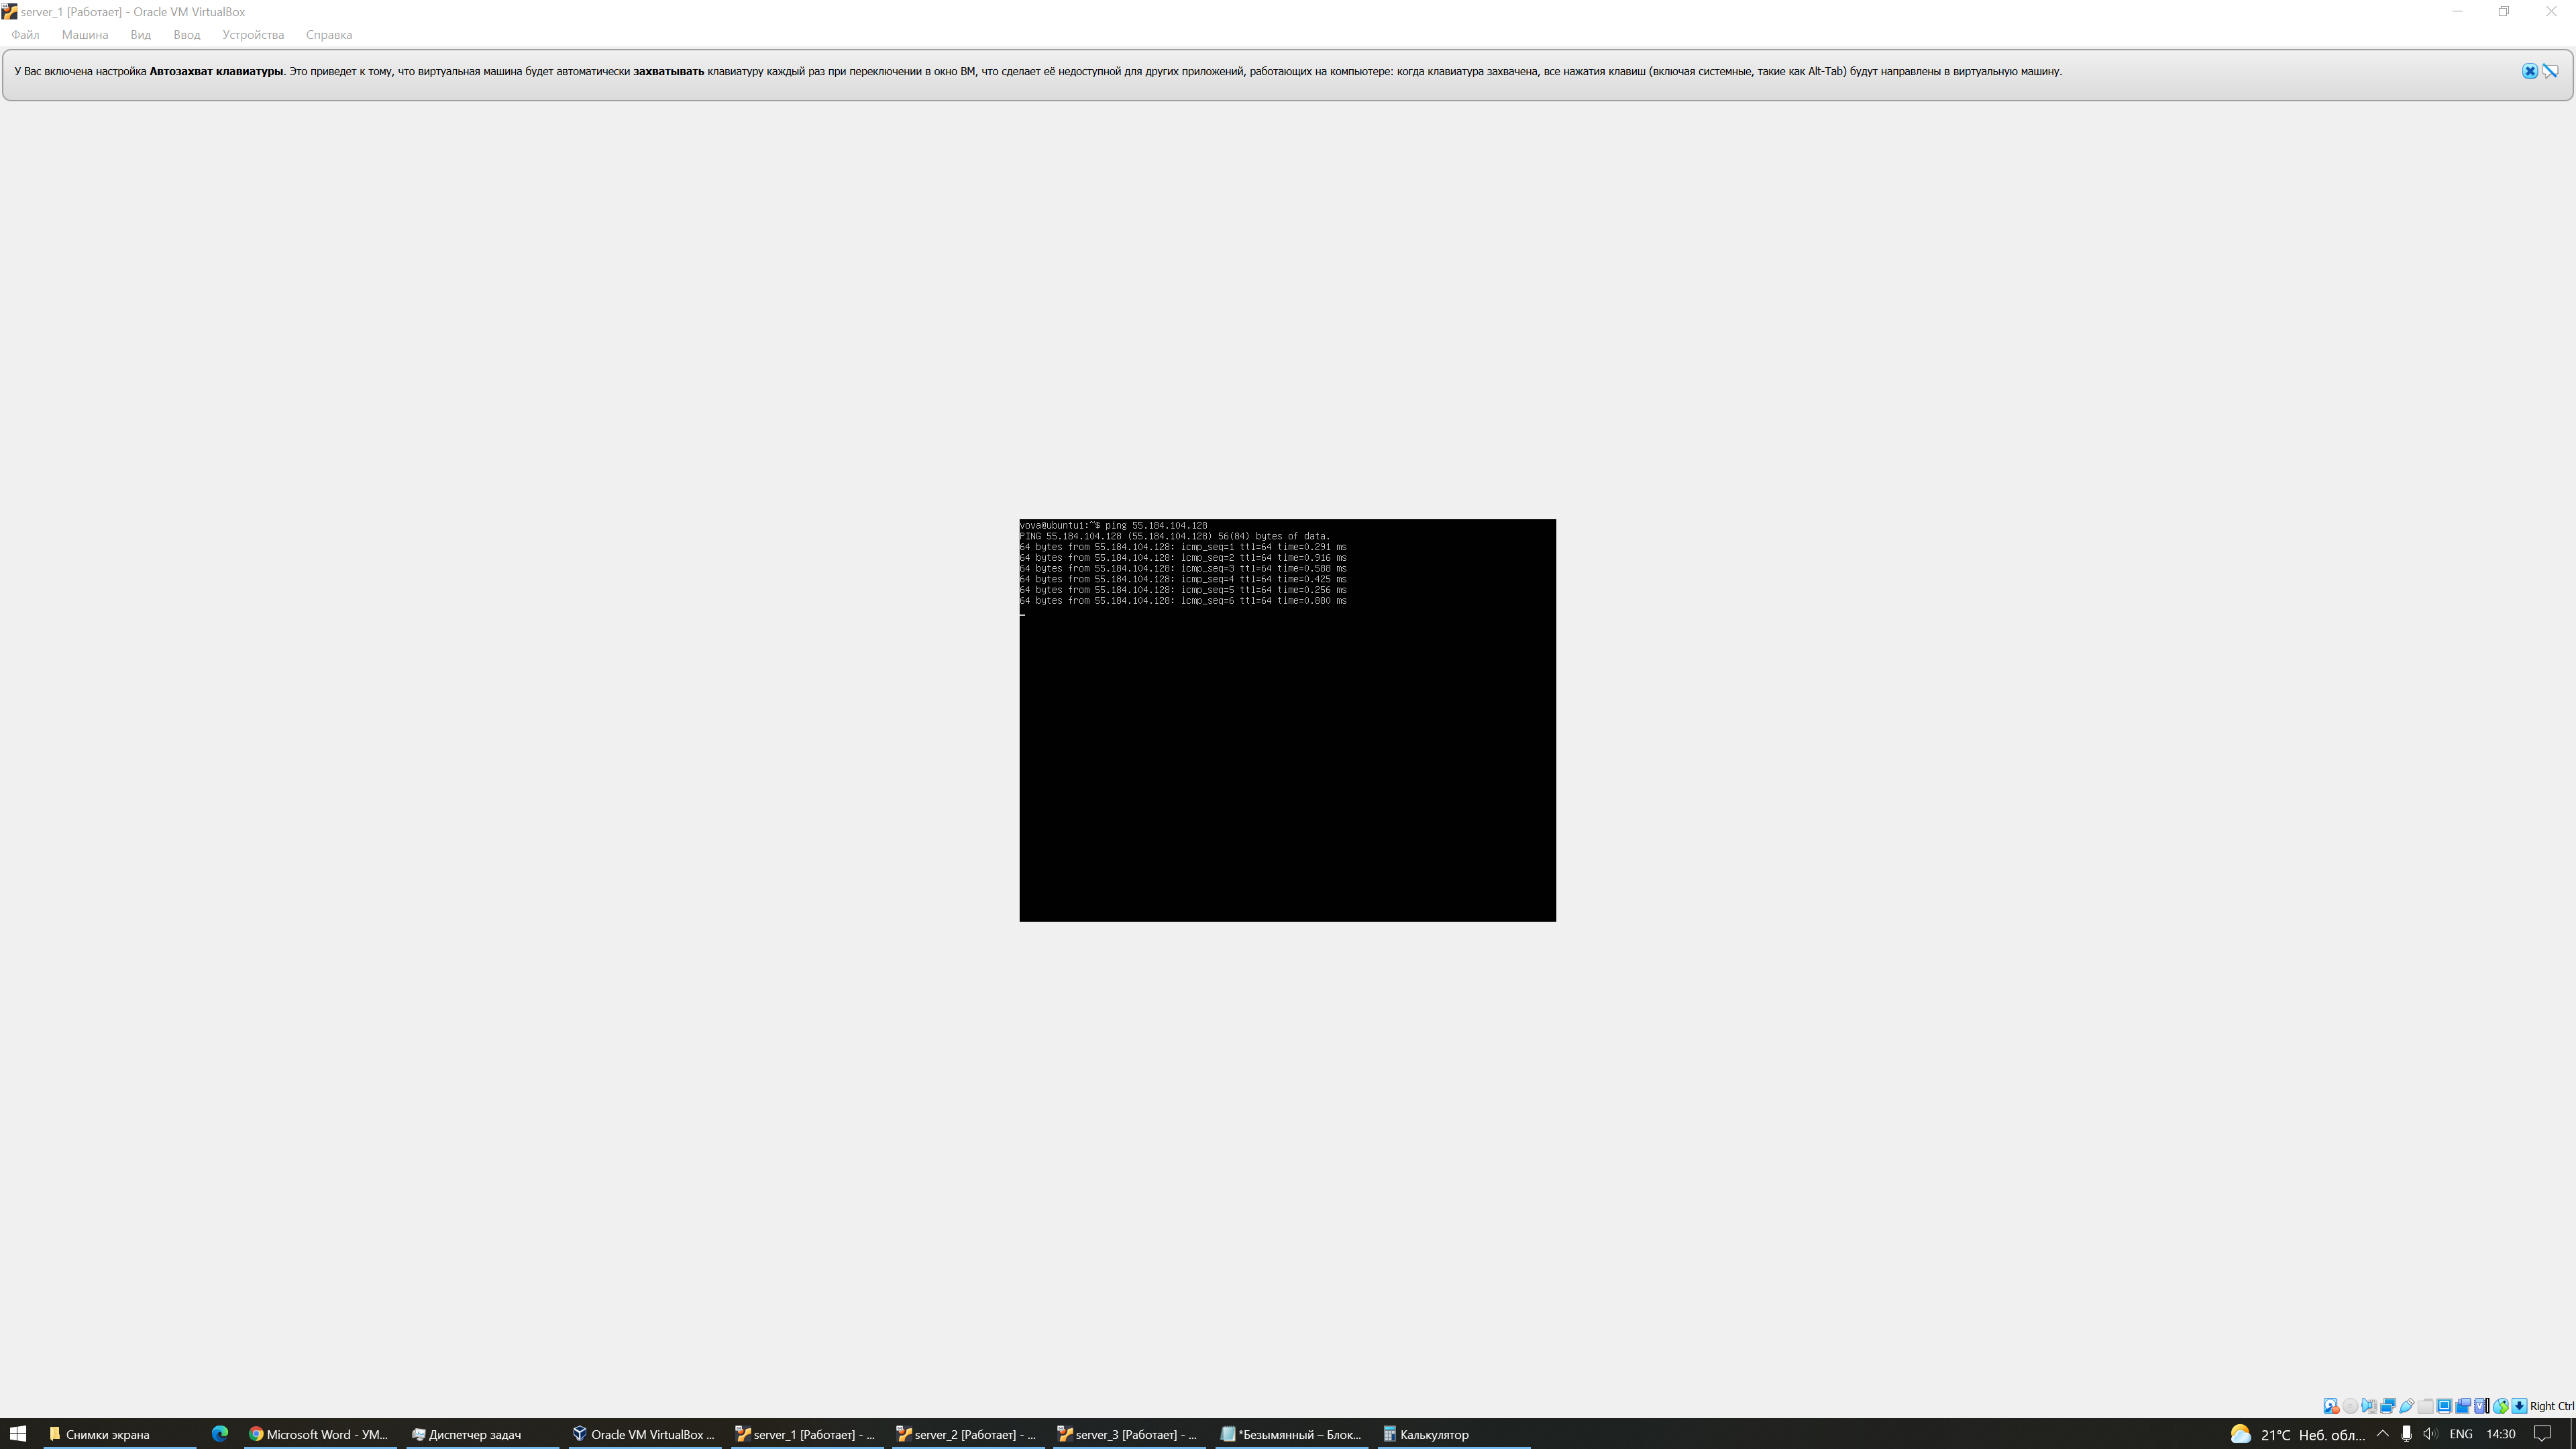 server_1 [Работает] - Oracle VM VirtualBox
Файл Машина Вид Ввод Устройства Справка
У Вас включена настройка Автозахват клавиатуры. Это приведет к тому, что виртуальная машина будет автоматически захватывать клавиатуру каждый раз при переключении в окно ВМ, что сделает её недоступной для других приложений, работающих на компьютере: когда клавиатура захвачена, все нажатия клавиш (включая системные, такие как Alt-Tab) будут направлены в виртуальную машину.
vova@ubuntu1:~$ ping 55.184.104.128
PING 55.184.104.128 (55.184.104.128) 56(84) bytes of data.
64 bytes from 55.184.104.128: icmp_seq=1 ttl=64 time=0.291 ms
64 bytes from 55.184.104.128: icmp_seq=2 ttl=64 time=0.916 ms
64 bytes from 55.184.104.128: icmp_seq=3 ttl=64 time=0.588 ms
64 bytes from 55.184.104.128: icmp_seq=4 ttl=64 time=0.425 ms
64 bytes from 55.184.104.128: icmp_seq=5 ttl=64 time=0.256 ms
64 bytes from 55.184.104.128: icmp_seq=6 ttl=64 time=0.880 ms
Right Ctrl
Снимки экрана Microsoft Word - УМ... Диспетчер задач Oracle VM VirtualBox ... server_1 [Работает] - ... server_2 [Работает] - ... server_3 [Работает] - ... *Безымянный – Блок... Калькулятор 21°C Неб. обл... ENG 14:30